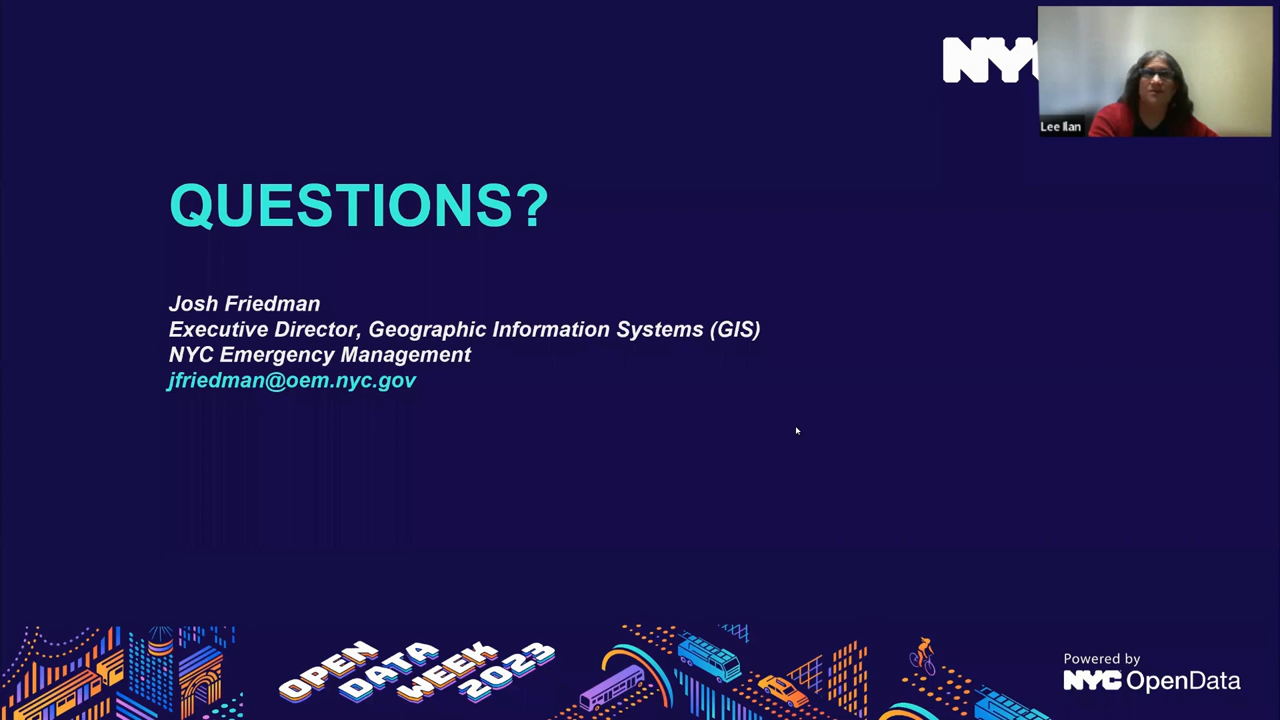 NYC
Lee Ilan
QUESTIONS?
Josh Friedman
Executive Director, Geographic Information Systems (GIS)
NYC Emergency Management
jfriedman@oem.nyc.gov
OPEN
DATA
WEEK
2023
Powered by
NYC OpenData